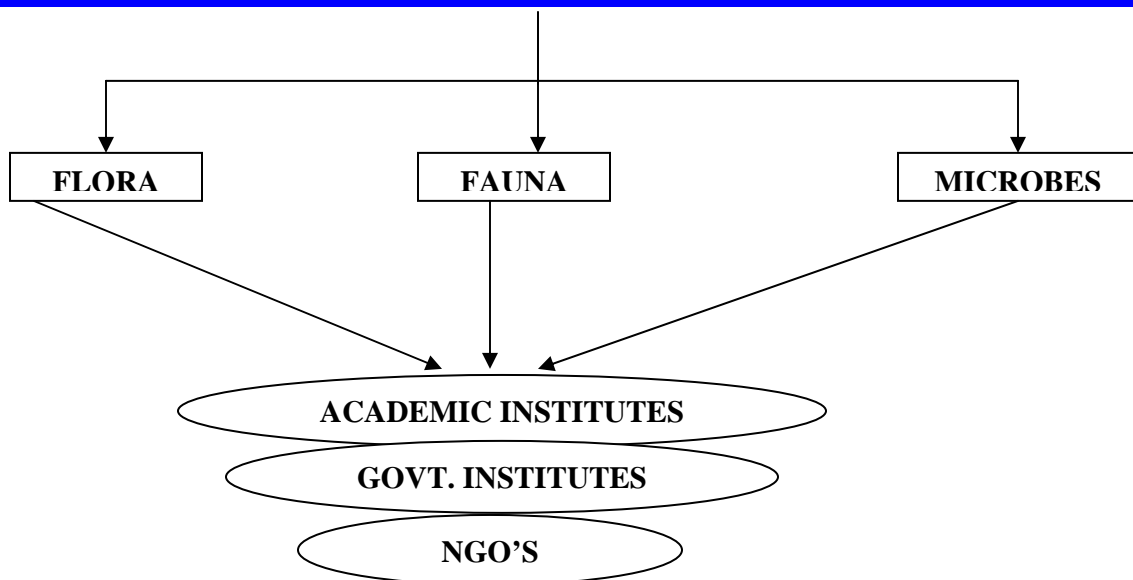 FLORA
FAUNA
MICROBES
ACADEMIC INSTITUTES
GOVT. INSTITUTES
NGO’S